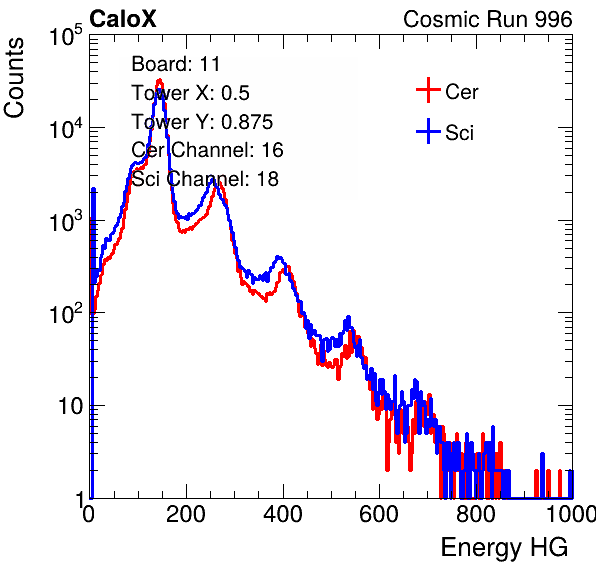 CaloX Cosmic Run 996
Counts
10^5
10^4
10^3
10^2
10
1
Board: 11
Tower X: 0.5
Tower Y: 0.875
Cer Channel: 16
Sci Channel: 18
Cer
Sci
0 200 400 600 800 1000
Energy HG